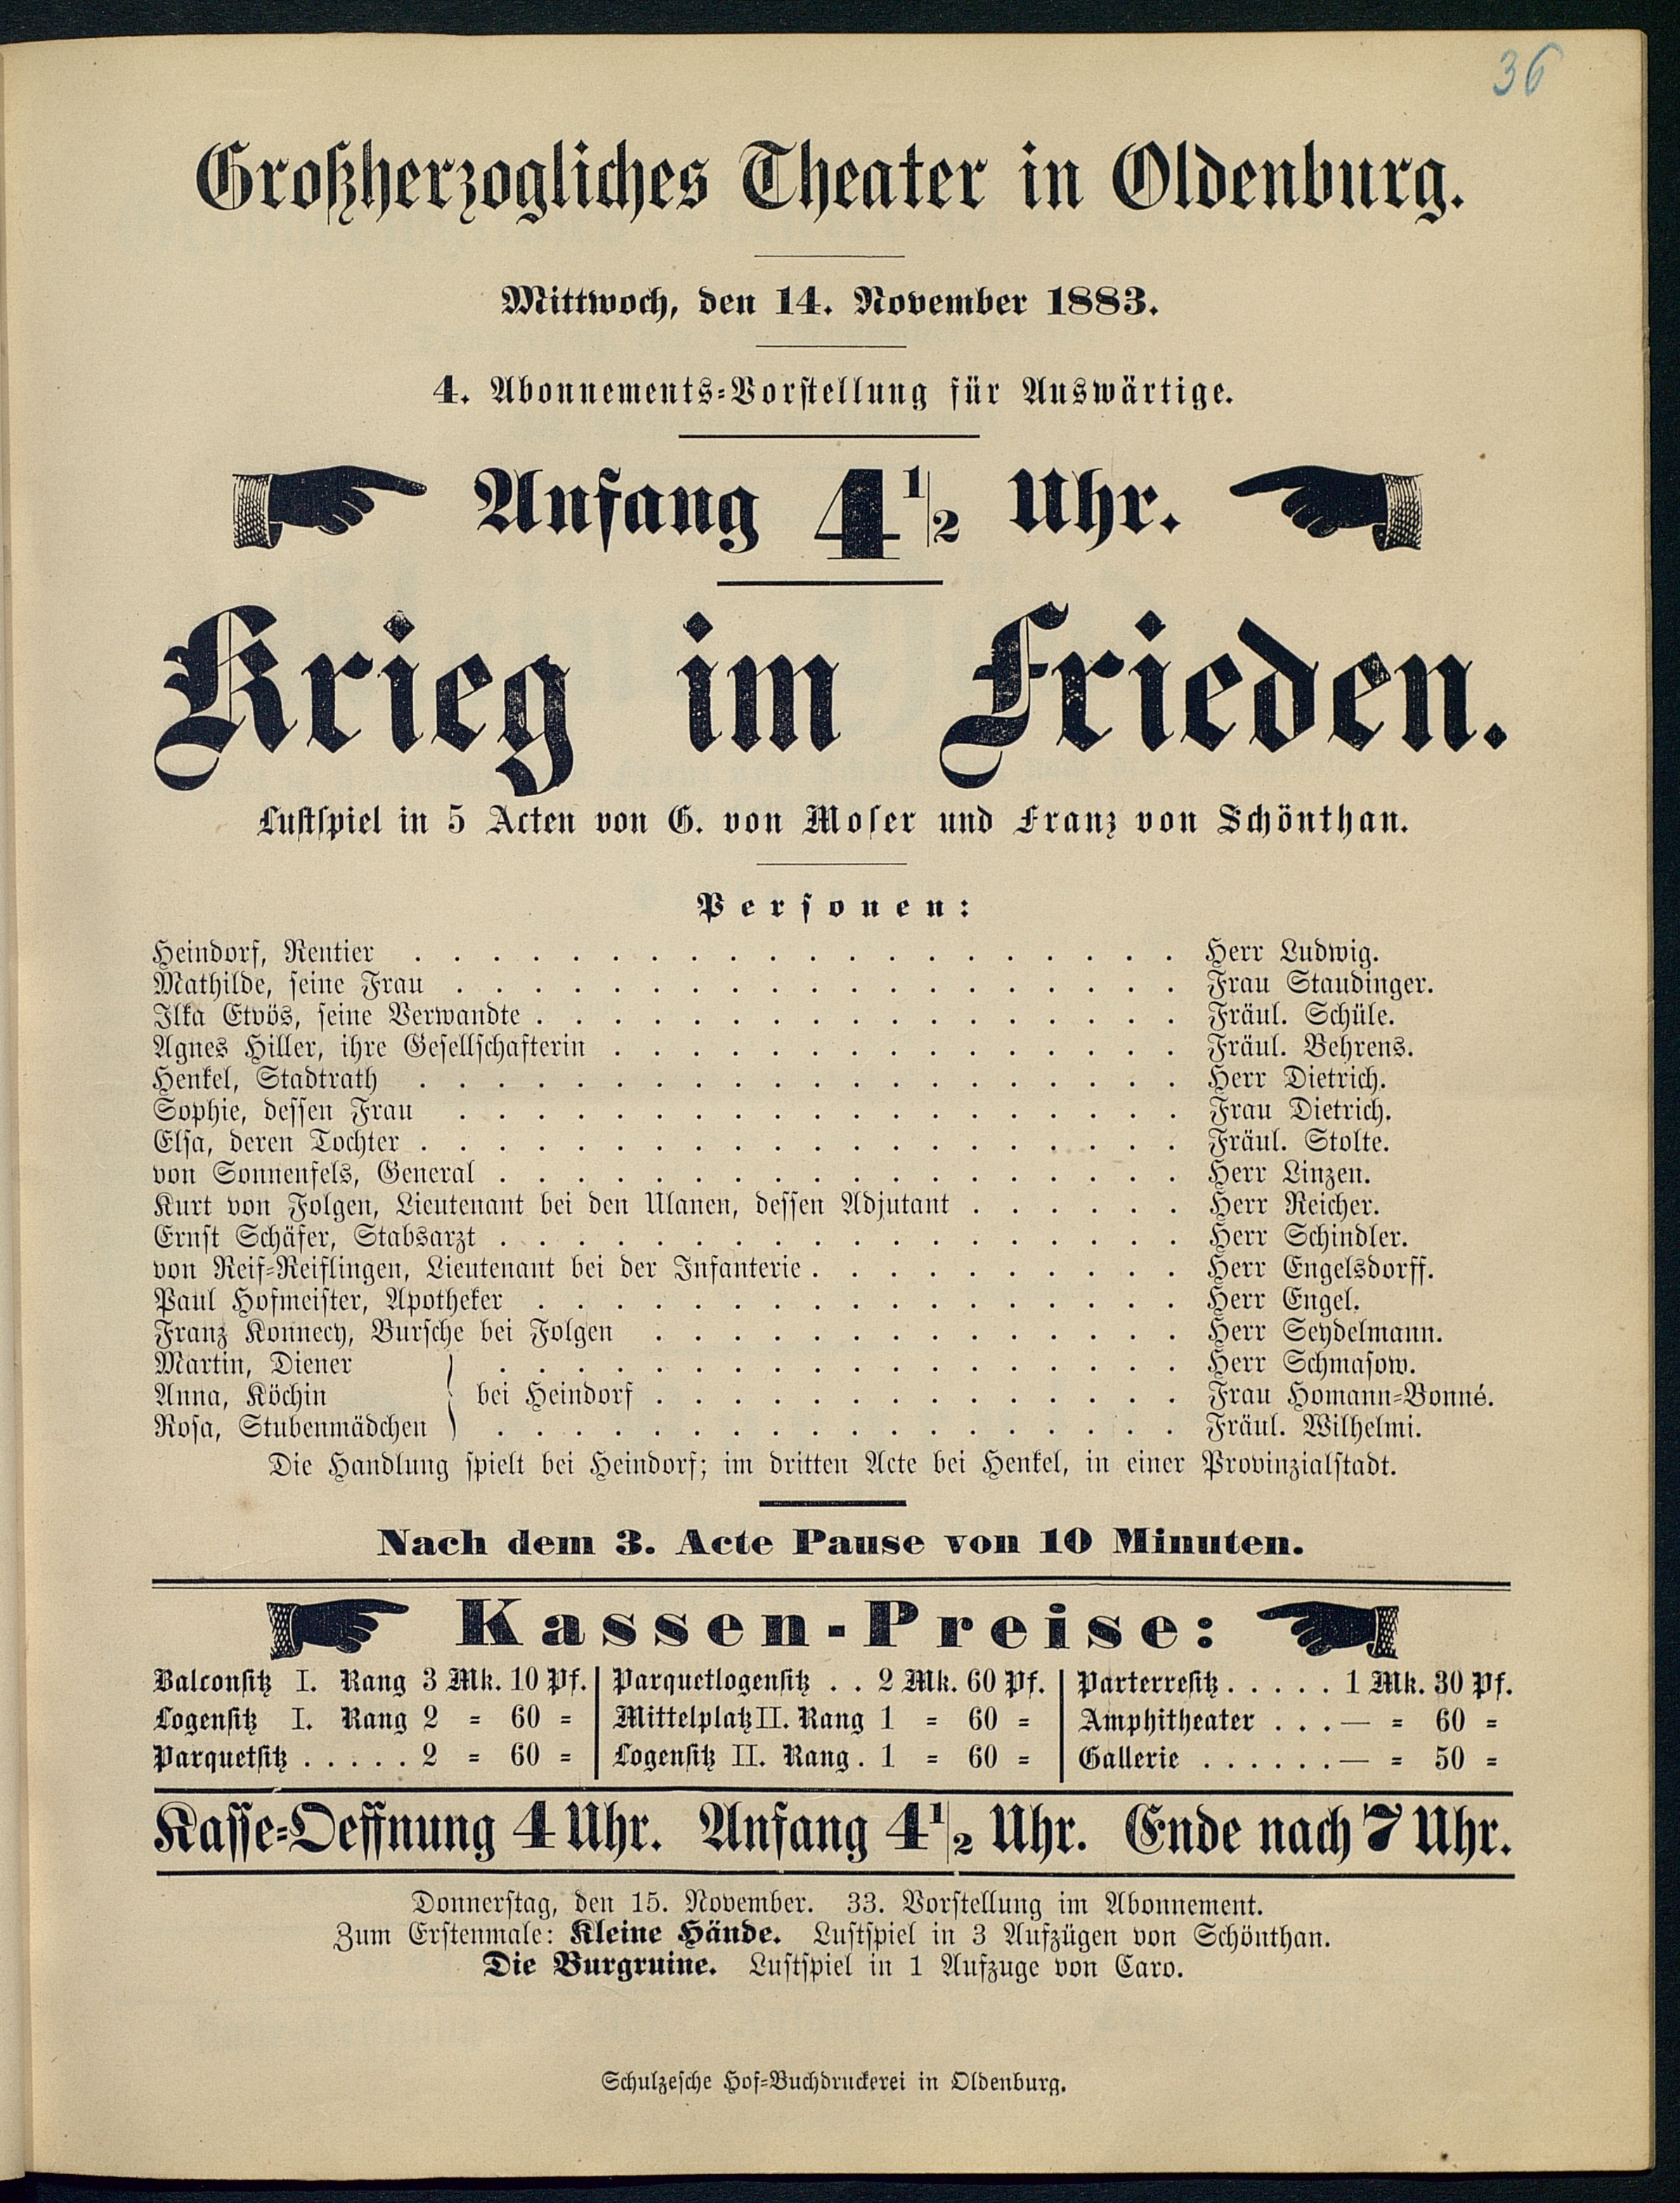 36
Großherzogliches Theater in Oldenburg.
Mittwoch, den 14. November 1883.
4. Abonnements-Vorstellung für Auswärtige.
Anfang 4 1/2 Uhr.
Krieg im Frieden.
Lustspiel in 5 Acten von G. von Moser und Franz von Schönthan.
Personen:
Heindorf, Rentier . . . . . . . . . . . . . . . . . . . . Herr Ludwig.
Mathilde, seine Frau . . . . . . . . . . . . . . . . . . . Frau Staudinger.
Ilka Etvös, seine Verwandte . . . . . . . . . . . . . . . . . Fräul. Schüle.
Agnes Hiller, ihre Gesellschafterin . . . . . . . . . . . . . . . Fräul. Behrens.
Henkel, Stadtrath . . . . . . . . . . . . . . . . . . . . Herr Dietrich.
Sophie, dessen Frau . . . . . . . . . . . . . . . . . . . Frau Dietrich.
Elsa, deren Tochter . . . . . . . . . . . . . . . . . . . . Fräul. Stolte.
von Sonnenfels, General . . . . . . . . . . . . . . . . . . Herr Linzen.
Kurt von Folgen, Lieutenant bei den Ulanen, dessen Adjutant . . . . . . Herr Reicher.
Ernst Schäfer, Stabsarzt . . . . . . . . . . . . . . . . . . Herr Schindler.
von Reif-Reiflingen, Lieutenant bei der Infanterie . . . . . . . . . . Herr Engelsdorff.
Paul Hofmeister, Apotheker . . . . . . . . . . . . . . . . . Herr Engel.
Franz Konnecy, Bursche bei Folgen . . . . . . . . . . . . . . Herr Seydelmann.
Martin, Diener . . . . . . . . . . . . . . . . . . Herr Schmasow.
Anna, Köchin } bei Heindorf . . . . . . . . . . . . . . Frau Homann-Bonné.
Rosa, Stubenmädchen . . . . . . . . . . . . . . . . . . Fräul. Wilhelmi.
Die Handlung spielt bei Heindorf; im dritten Acte bei Henkel, in einer Provinzialstadt.
Nach dem 3. Acte Pause von 10 Minuten.
Kassen-Preise:
Balconsitz I. Rang 3 Mk. 10 Pf. | Parquetlogensitz . . 2 Mk. 60 Pf. | Parterresitz . . . . . 1 Mk. 30 Pf.
Logensitz I. Rang 2 = 60 = | Mittelplatz II. Rang 1 = 60 = | Amphitheater . . . — = 60 =
Parquetsitz . . . . . 2 = 60 = | Logensitz II. Rang . 1 = 60 = | Gallerie . . . . . . — = 50 =
Kasse-Oeffnung 4 Uhr. Anfang 4 1/2 Uhr. Ende nach 7 Uhr.
Donnerstag, den 15. November. 33. Vorstellung im Abonnement.
Zum Erstenmale: Kleine Hände. Lustspiel in 3 Aufzügen von Schönthan.
Die Burgruine. Lustspiel in 1 Aufzuge von Caro.
Schulzesche Hof-Buchdruckerei in Oldenburg.